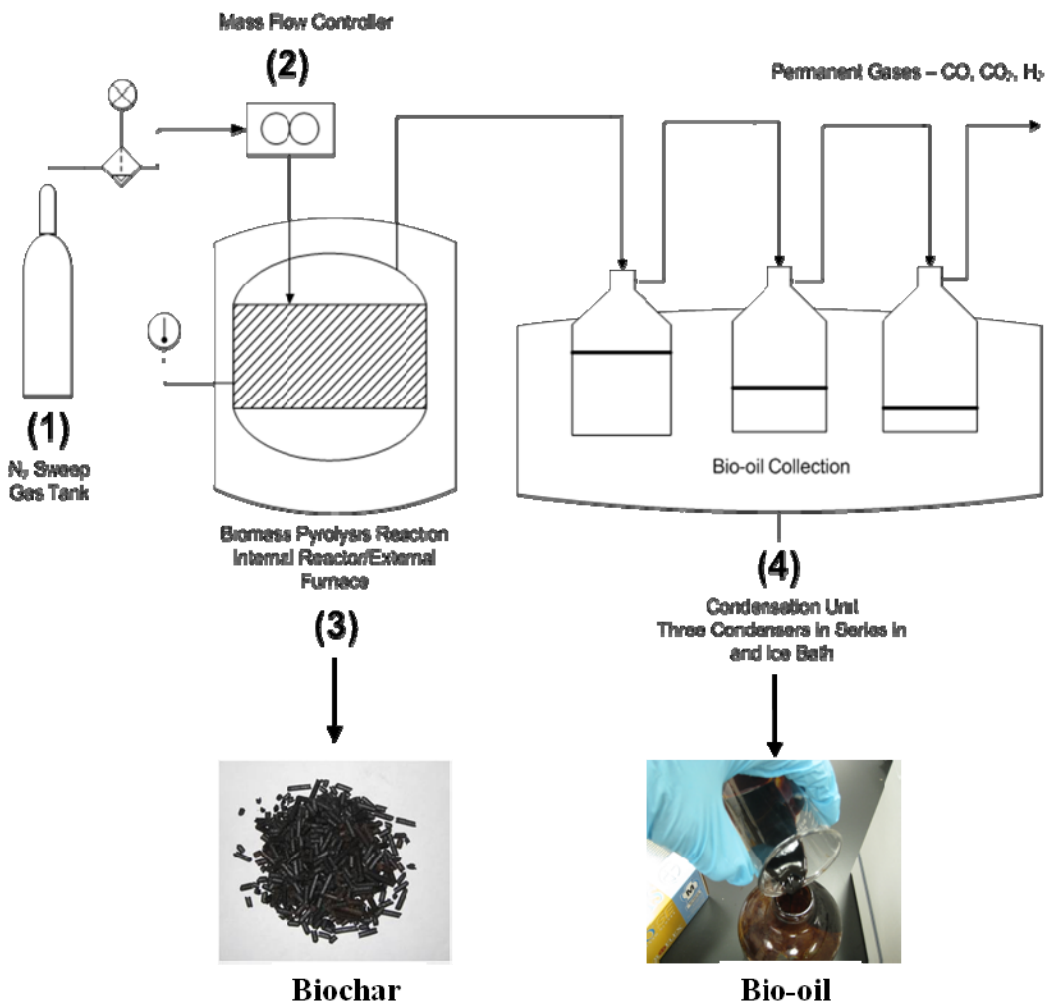 Mass Flow Controller
(2)
Permanent Gases – CO, CO₂, H₂
(1)
N₂ Sweep
Gas Tank
Bio-oil Collection
Biomass Pyrolysis Reaction
Internal Reactor/External
Furnace
(3)
(4)
Condensation Unit
Three Condensers in Series in
and Ice Bath
Biochar
Bio-oil